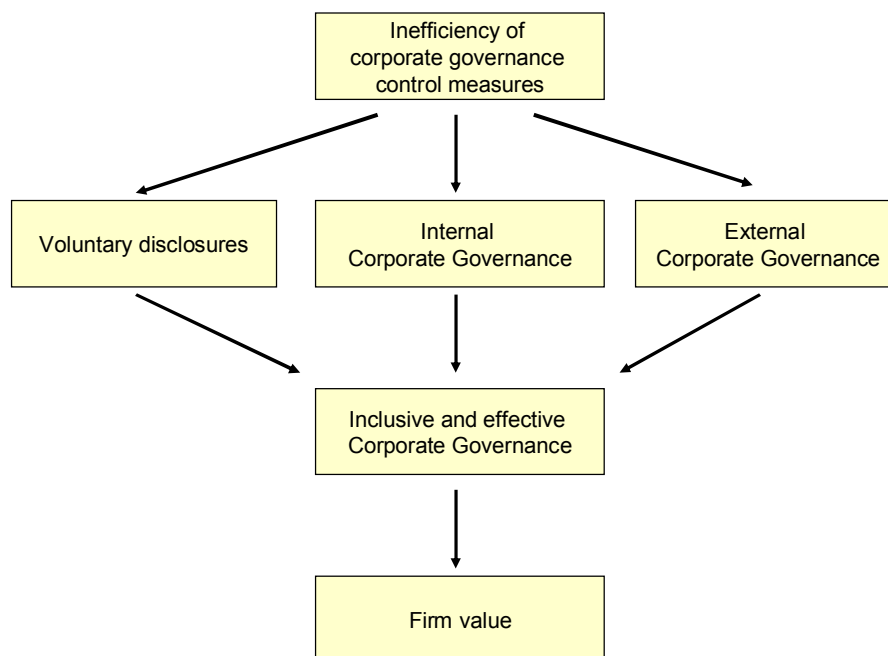 Inefficiency of
corporate governance
control measures
Voluntary disclosures
Internal
Corporate Governance
External
Corporate Governance
Inclusive and effective
Corporate Governance
Firm value